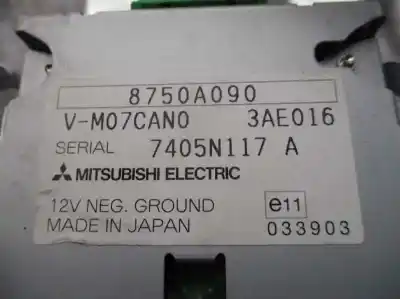 8750A090
V-M07CAN0 3AE016
SERIAL 7405N117 A
MITSUBISHI ELECTRIC
12V NEG. GROUND e11
MADE IN JAPAN 033903